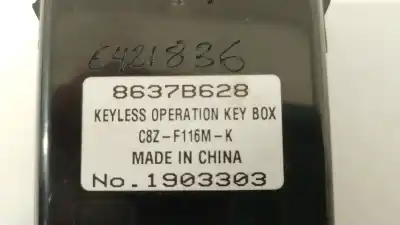 E421836
8637B628
KEYLESS OPERATION KEY BOX
C8Z-F116M-K
MADE IN CHINA
No.1903303